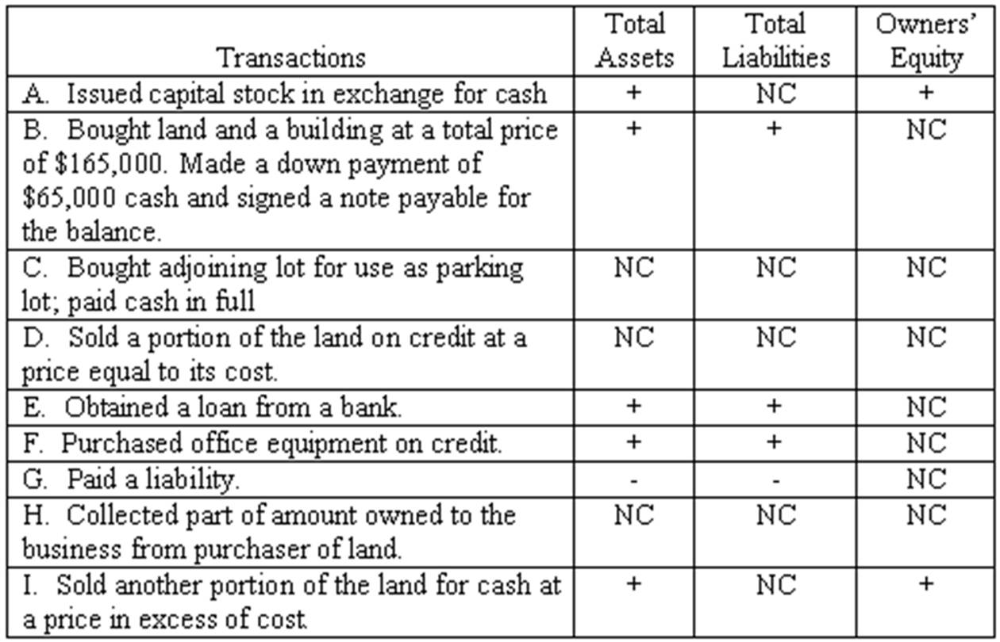 Transactions Total Assets Total Liabilities Owners’ Equity
A. Issued capital stock in exchange for cash + NC +
B. Bought land and a building at a total price + + NC
of $165,000. Made a down payment of
$65,000 cash and signed a note payable for
the balance.
C. Bought adjoining lot for use as parking NC NC NC
lot; paid cash in full
D. Sold a portion of the land on credit at a NC NC NC
price equal to its cost.
E. Obtained a loan from a bank. + + NC
F. Purchased office equipment on credit. + + NC
G. Paid a liability. - - NC
H. Collected part of amount owned to the NC NC NC
business from purchaser of land.
I. Sold another portion of the land for cash at + NC +
a price in excess of cost.